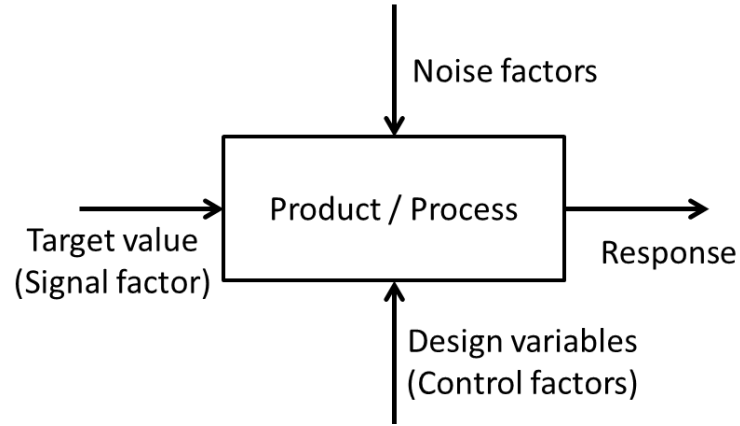 Noise factors
Product / Process
Target value
(Signal factor)
Response
Design variables
(Control factors)